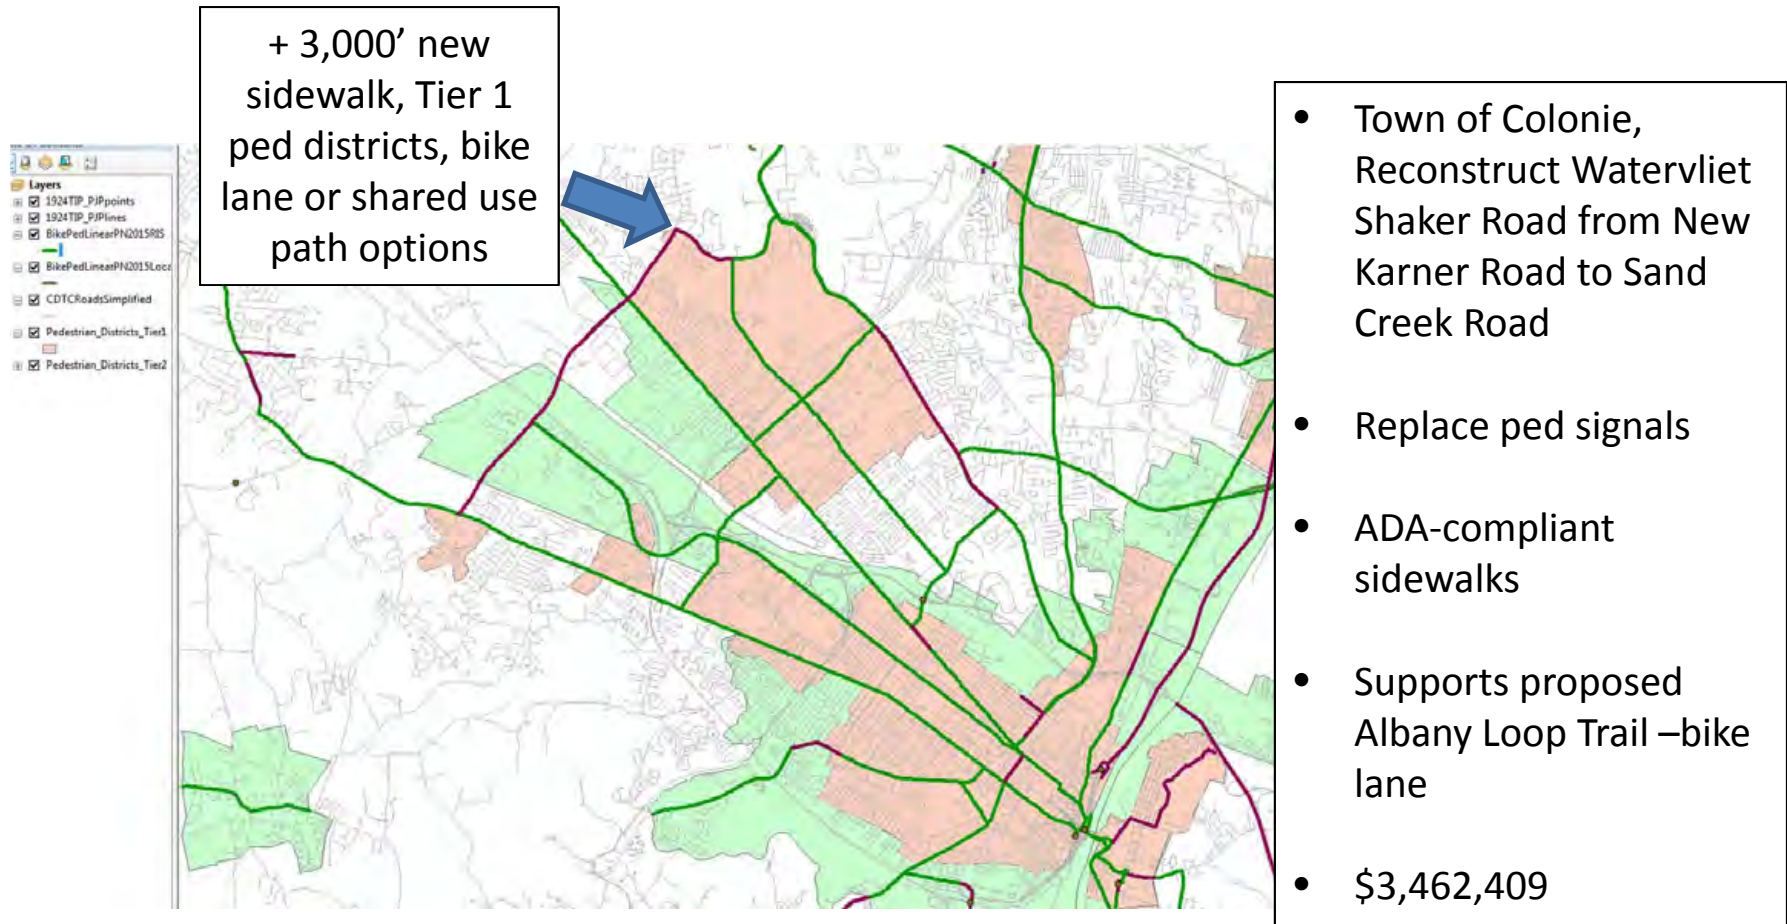 + 3,000’ new
sidewalk, Tier 1
ped districts, bike
lane or shared use
path options
Layers
1924TIP_PJPpoints
1924TIP_PJPlines
BikePedLinearPN2015RIS
BikePedLinearPN2015Loca
CDTCRoadsSimplified
Pedestrian_Districts_Tier1
Pedestrian_Districts_Tier2
• Town of Colonie,
Reconstruct Watervliet
Shaker Road from New
Karner Road to Sand
Creek Road
• Replace ped signals
• ADA-compliant
sidewalks
• Supports proposed
Albany Loop Trail –bike
lane
• $3,462,409